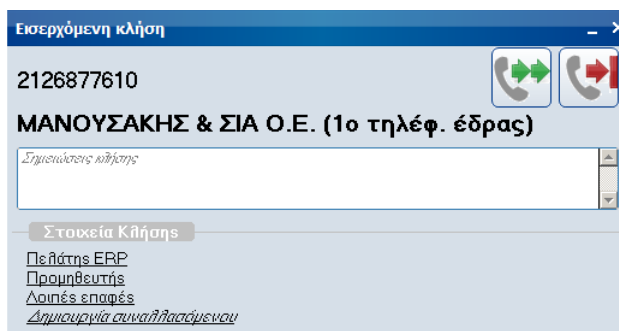 Εισερχόμενη κλήση
2126877610
ΜΑΝΟΥΣΑΚΗΣ & ΣΙΑ Ο.Ε. (1ο τηλέφ. έδρας)
Σημειώσεις κλήσης
Στοιχεία Κλήσης
Πελάτης ERP
Προμηθευτής
Λοιπές επαφές
Δημιουργία συναλλασσόμενου